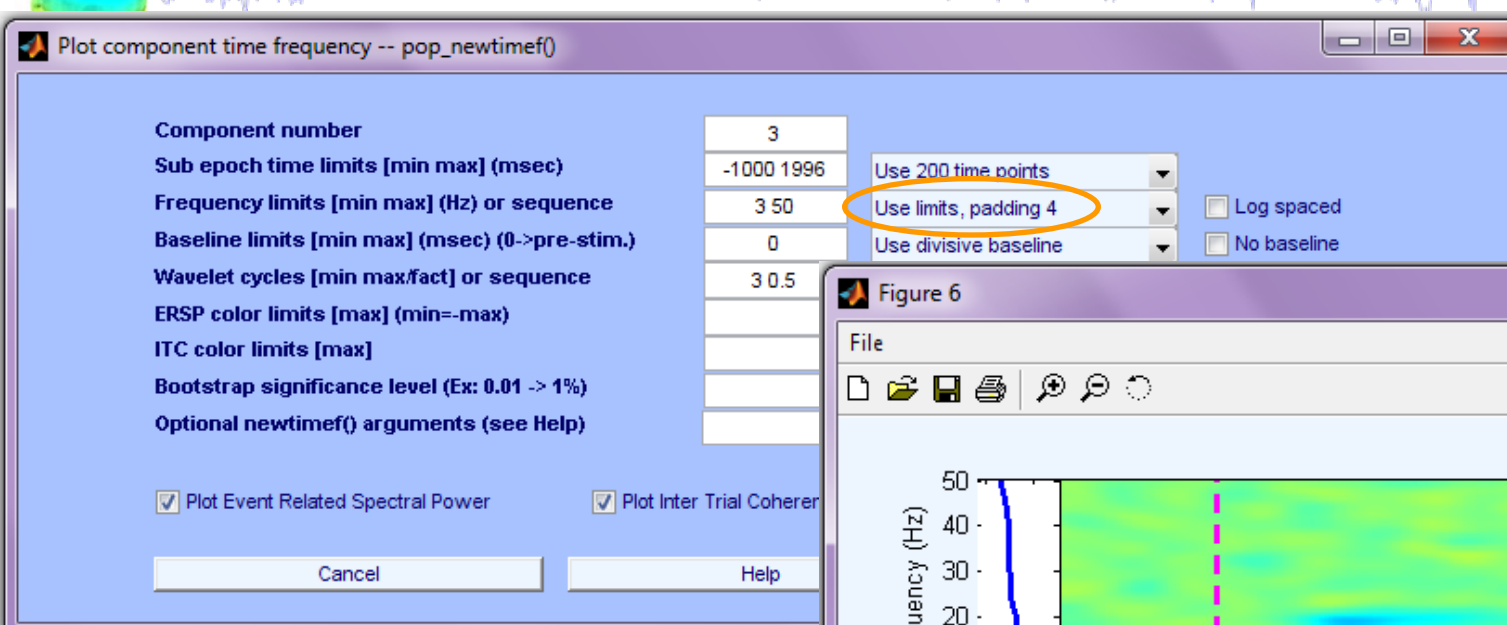 Plot component time frequency -- pop_newtimef()
Component number 3
Sub epoch time limits [min max] (msec) -1000 1996 Use 200 time points
Frequency limits [min max] (Hz) or sequence 3 50 Use limits, padding 4 Log spaced
Baseline limits [min max] (msec) (0->pre-stim.) 0 Use divisive baseline No baseline
Wavelet cycles [min max/fact] or sequence 3 0.5
ERSP color limits [max] (min=-max)
ITC color limits [max]
Bootstrap significance level (Ex: 0.01 -> 1%)
Optional newtimef() arguments (see Help)
Plot Event Related Spectral Power Plot Inter Trial Coherer
Cancel Help
Figure 6
File
50
40
30
20
uency (Hz)